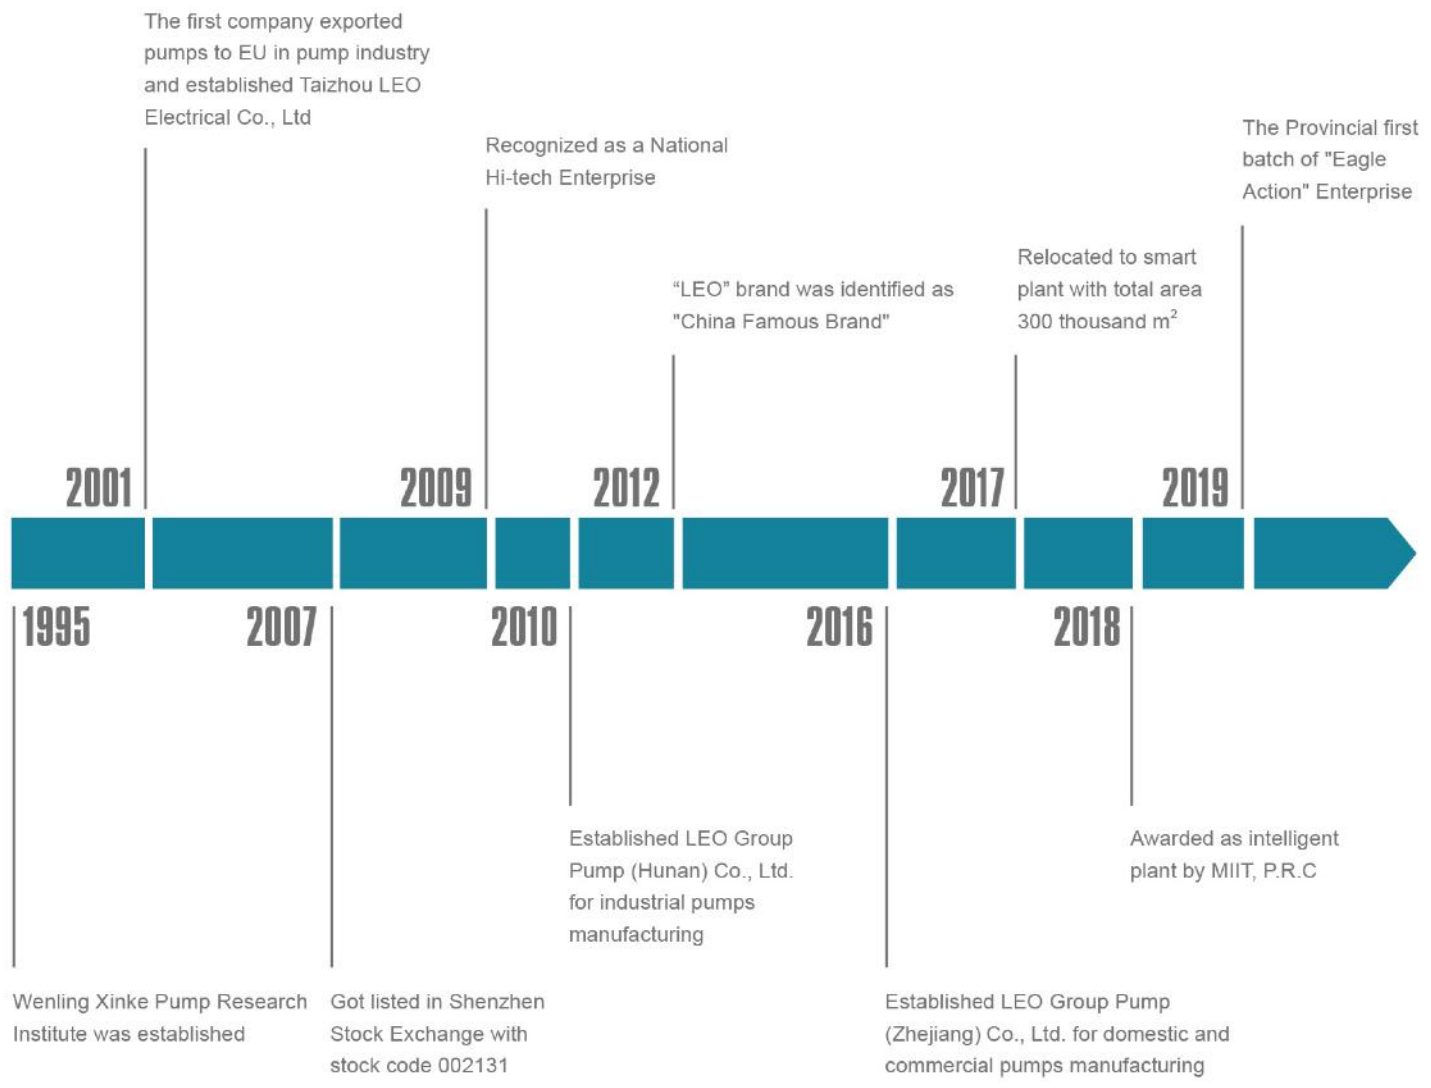 The first company exported
pumps to EU in pump industry
and established Taizhou LEO
Electrical Co., Ltd
Recognized as a National
Hi-tech Enterprise
“LEO” brand was identified as
"China Famous Brand"
Relocated to smart
plant with total area
300 thousand m²
The Provincial first
batch of "Eagle
Action" Enterprise
2001
2009
2012
2017
2019
1995
2007
2010
2016
2018
Wenling Xinke Pump Research
Institute was established
Got listed in Shenzhen
Stock Exchange with
stock code 002131
Established LEO Group
Pump (Hunan) Co., Ltd.
for industrial pumps
manufacturing
Established LEO Group Pump
(Zhejiang) Co., Ltd. for domestic and
commercial pumps manufacturing
Awarded as intelligent
plant by MIIT, P.R.C